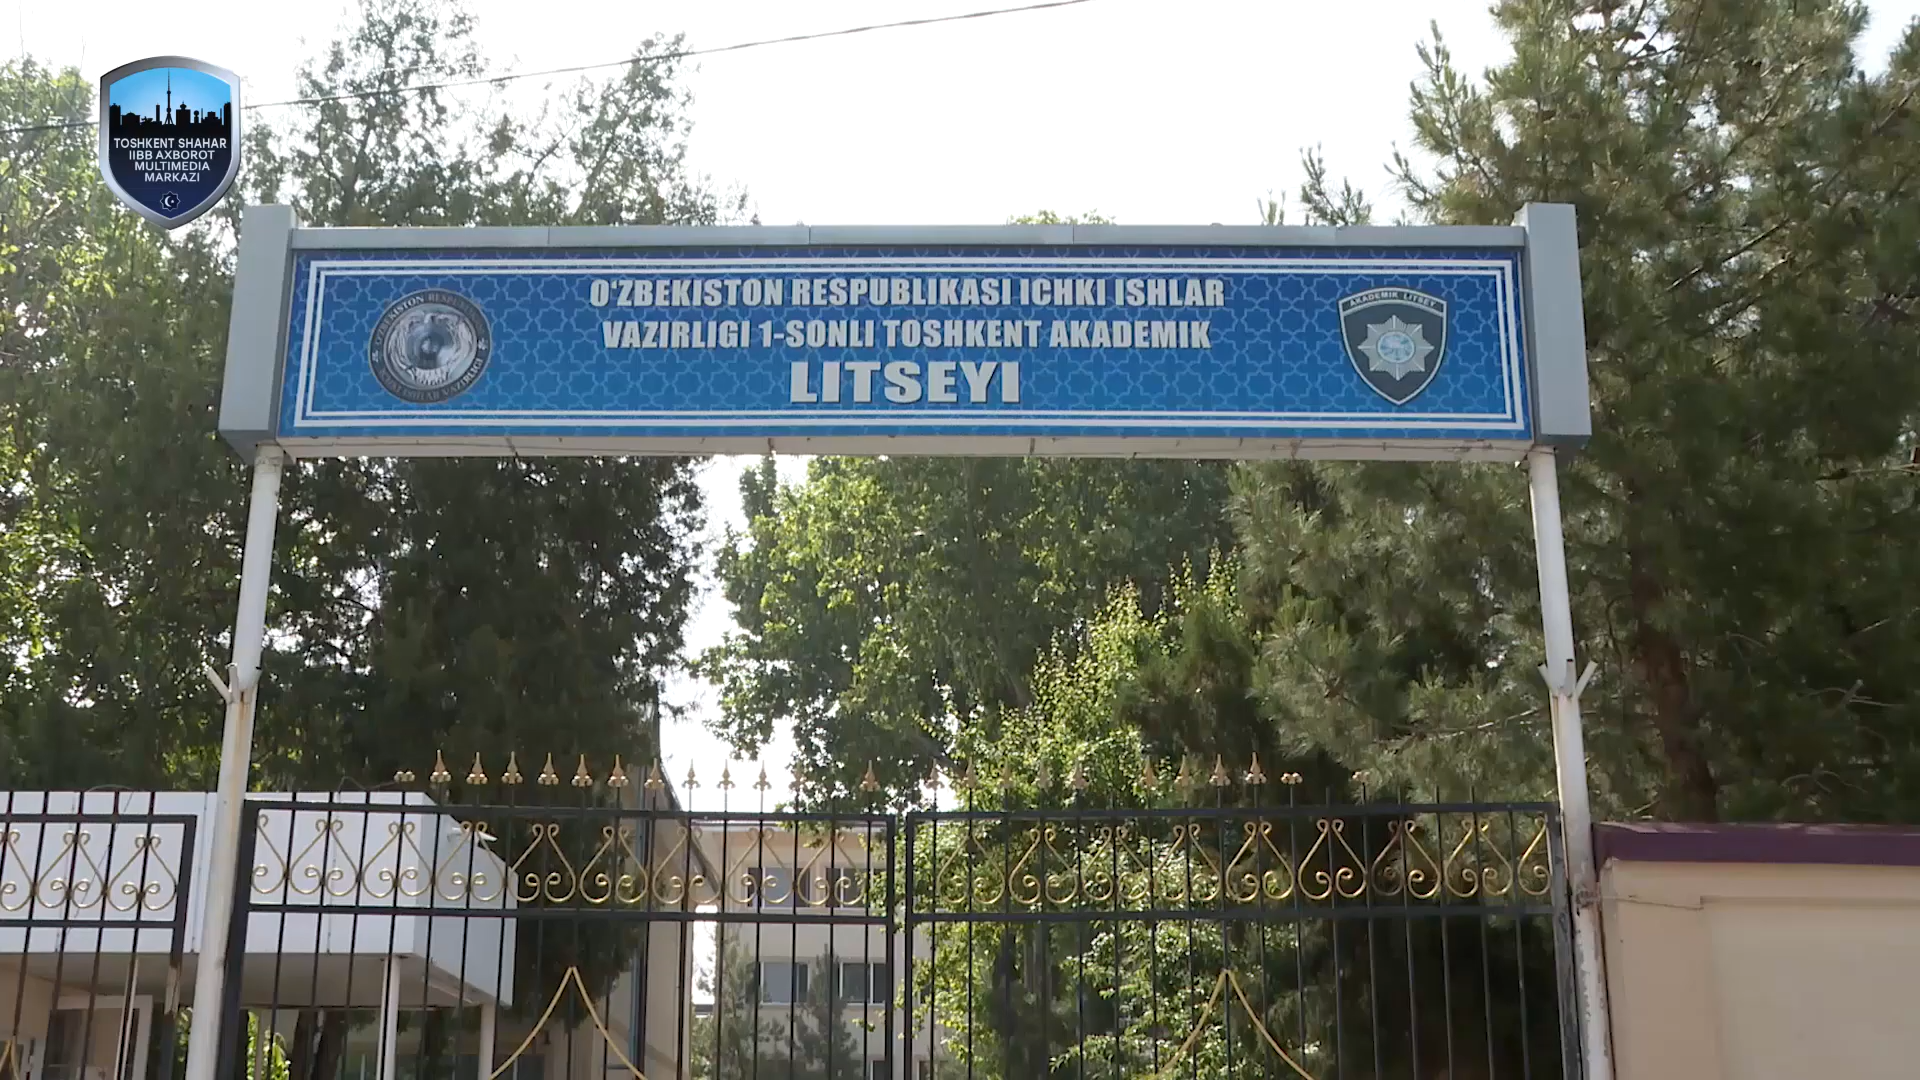 TOSHKENT SHAHAR
IIBB AXBOROT
MULTIMEDIA
MARKAZI
O‘ZBEKISTON RESPUBLIKASI ICHKI ISHLAR
VAZIRLIGI 1-SONLI TOSHKENT AKADEMIK
LITSEYI
AKADEMIK LITSEY